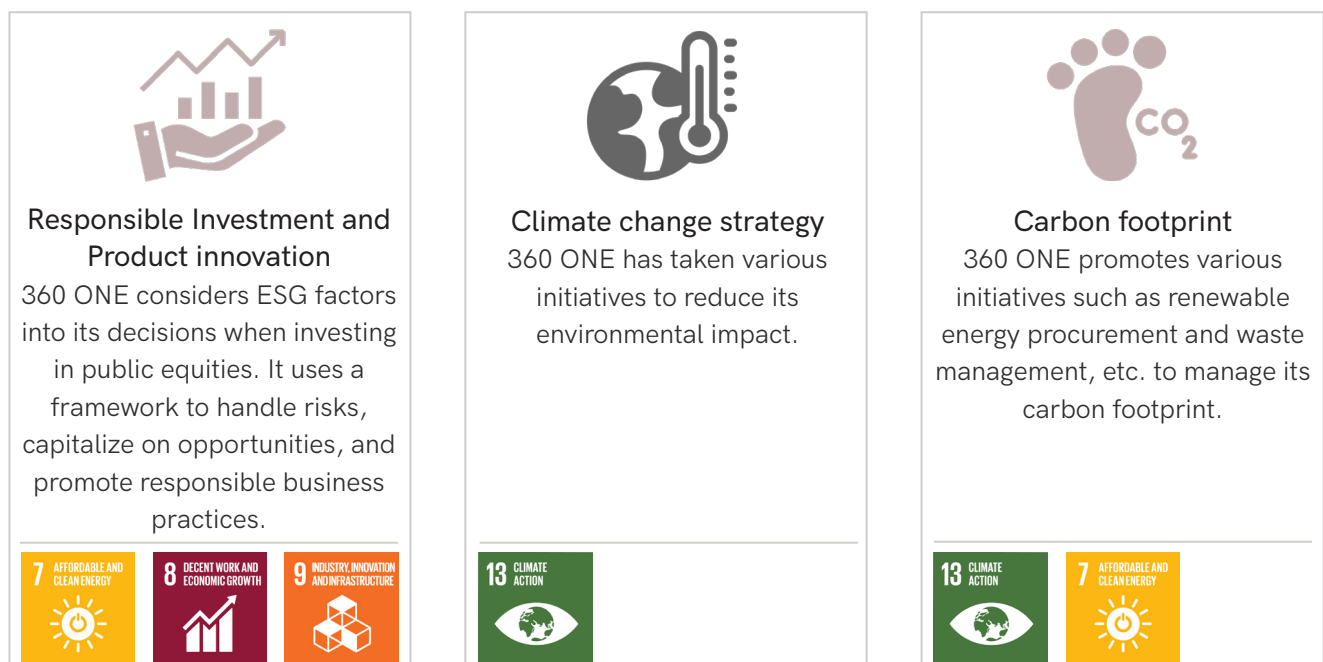 Responsible Investment and
Product innovation
360 ONE considers ESG factors
into its decisions when investing
in public equities. It uses a
framework to handle risks,
capitalize on opportunities, and
promote responsible business
practices.
7 AFFORDABLE AND
CLEAN ENERGY
8 DECENT WORK AND
ECONOMIC GROWTH
9 INDUSTRY, INNOVATION
AND INFRASTRUCTURE
Climate change strategy
360 ONE has taken various
initiatives to reduce its
environmental impact.
13 CLIMATE
ACTION
CO2
Carbon footprint
360 ONE promotes various
initiatives such as renewable
energy procurement and waste
management, etc. to manage its
carbon footprint.
13 CLIMATE
ACTION
7 AFFORDABLE AND
CLEAN ENERGY